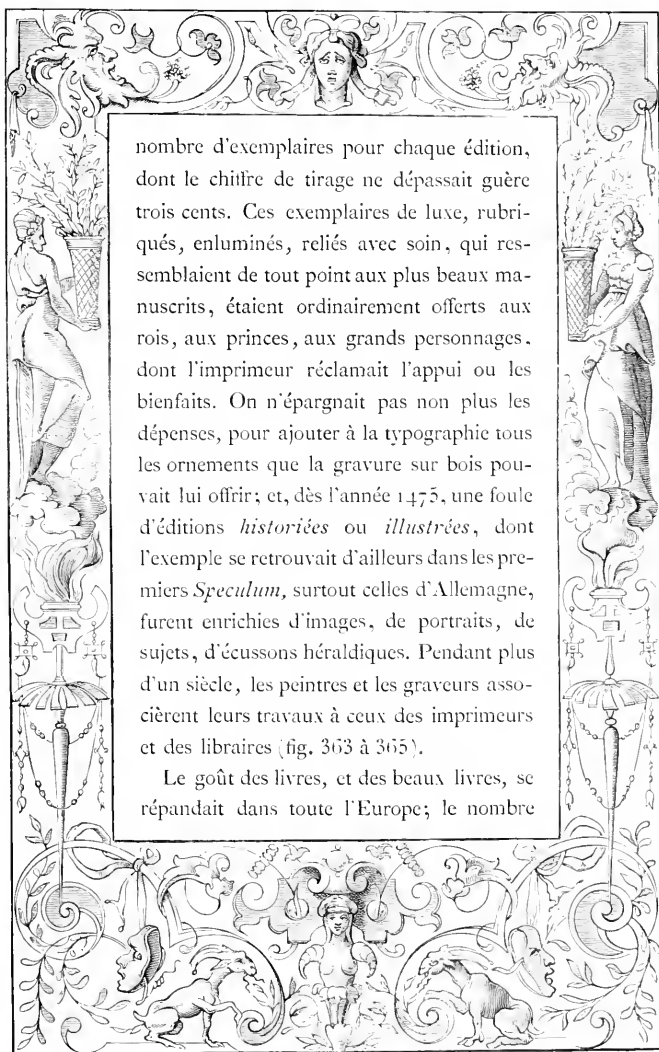 nombre d'exemplaires pour chaque édition,
dont le chiffre de tirage ne dépassait guère
trois cents. Ces exemplaires de luxe, rubri-
qués, enluminés, reliés avec soin, qui res-
semblaient de tout point aux plus beaux ma-
nuscrits, étaient ordinairement offerts aux
rois, aux princes, aux grands personnages,
dont l'imprimeur réclamait l'appui ou les
bienfaits. On n'épargnait pas non plus les
dépenses, pour ajouter à la typographie tous
les ornements que la gravure sur bois pou-
vait lui offrir; et, dès l'année 1475, une foule
d'éditions historiées ou illustrées, dont
l'exemple se retrouvait d'ailleurs dans les pre-
miers Speculum, surtout celles d'Allemagne,
furent enrichies d'images, de portraits, de
sujets, d'écussons héraldiques. Pendant plus
d'un siècle, les peintres et les graveurs asso-
cièrent leurs travaux à ceux des imprimeurs
et des libraires (fig. 363 à 365).
Le goût des livres, et des beaux livres, se
répandait dans toute l'Europe; le nombre